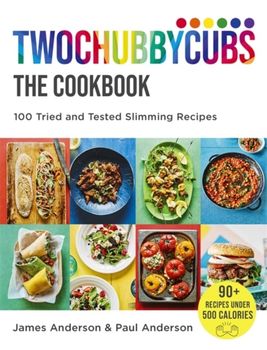 TWOCHUBBYCUBS
THE COOKBOOK
100 Tried and Tested Slimming Recipes
90+
RECIPES UNDER
500 CALORIES
James Anderson & Paul Anderson